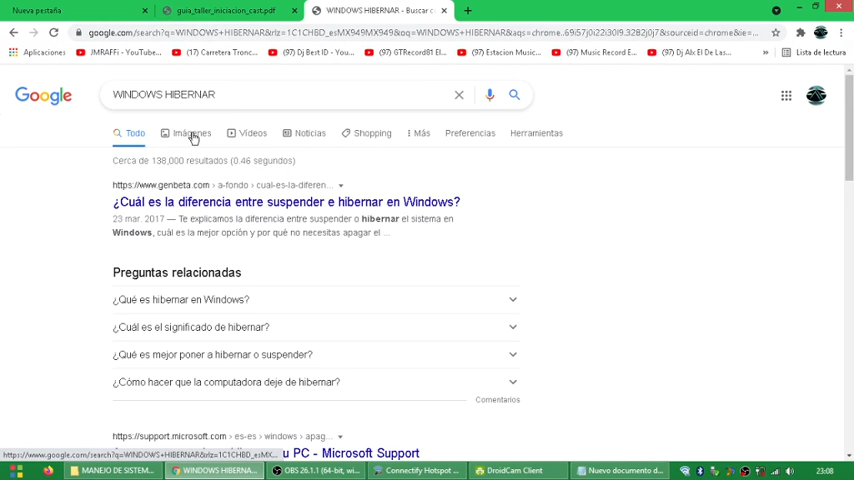 Nueva pestaña
guia_taller_iniciacion_cast.pdf
WINDOWS HIBERNAR - Buscar c
google.com/search?q=WINDOWS+HIBERNAR&rlz=1C1CHBD_esMX949MX949&oq=WINDOWS+HIBERNAR&aqs=chrome..69i57j0i22i30l9.3282j0j7&sourceid=chrome&ie=...
Aplicaciones
JMRAFFi - YouTube...
(17) Carretera Tronc...
(97) Dj Best ID - You...
(97) GTRecord81 El...
(97) Estacion Music...
(97) Music Record E...
(97) Dj Alx El De Las...
»
Lista de lectura
Google
WINDOWS HIBERNAR
Todo
Imágenes
Vídeos
Noticias
Shopping
Más
Preferencias
Herramientas
Cerca de 138,000 resultados (0.46 segundos)
https://www.genbeta.com › a-fondo › cual-es-la-diferen...
¿Cuál es la diferencia entre suspender e hibernar en Windows?
23 mar. 2017 — Te explicamos la diferencia entre suspender o hibernar el sistema en
Windows, cuál es la mejor opción y por qué no necesitas apagar el ...
Preguntas relacionadas
¿Qué es hibernar en Windows?
¿Cuál es el significado de hibernar?
¿Qué es mejor poner a hibernar o suspender?
¿Cómo hacer que la computadora deje de hibernar?
Comentarios
https://support.microsoft.com › es-es › windows › apag...
u PC - Microsoft Support
https://www.google.com/search?q=WINDOWS+HIBERNAR&rlz=1C1CHBD_esMX...
MANEJO DE SISTEM...
WINDOWS HIBERNA...
OBS 26.1.1 (64-bit, wi...
Connectify Hotspot ...
DroidCam Client
Nuevo documento d...
23:08